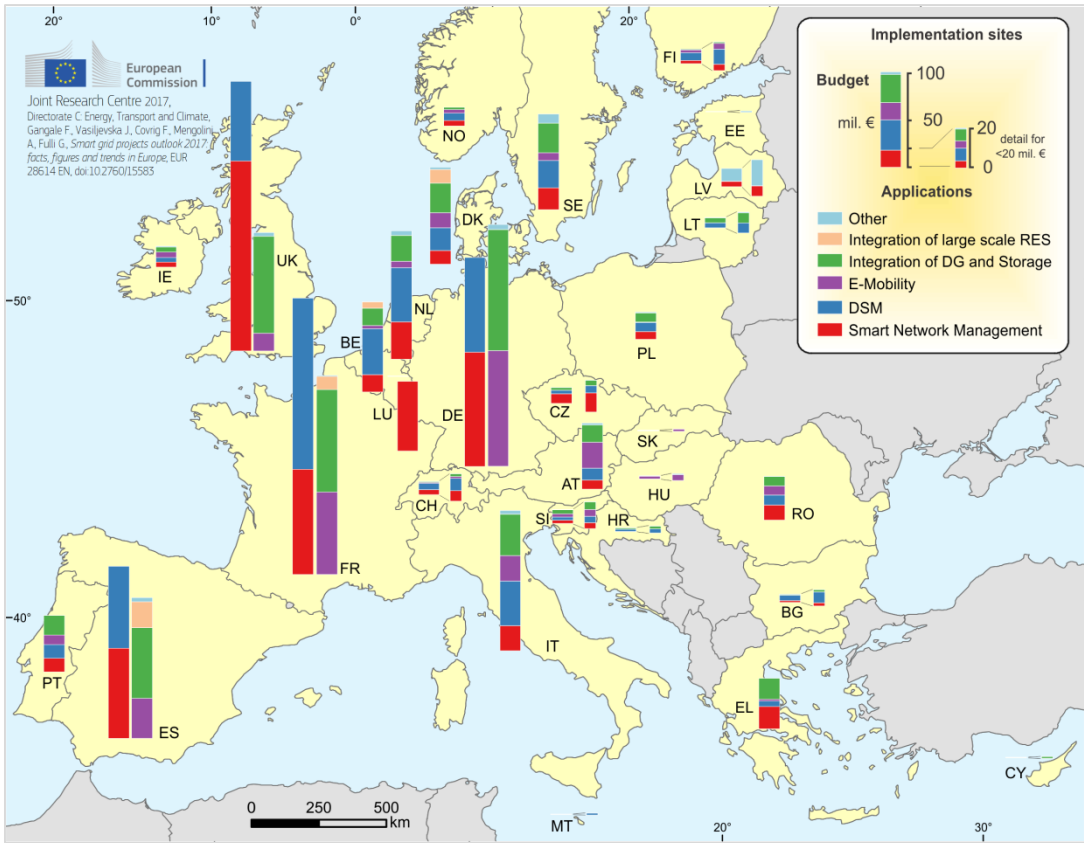 20°
10°
0°
20°
European
Commission
Joint Research Centre 2017,
Directorate C: Energy, Transport and Climate,
Gangale F., Vasiljevska J., Covrig F., Mengolini
A., Fulli G., Smart grid projects outlook 2017:
facts, figures and trends in Europe, EUR
28614 EN, doi:10.2760/15583
Implementation sites
Budget
mil. €
100
50
0
20
0
detail for
<20 mil. €
Applications
Other
Integration of large scale RES
Integration of DG and Storage
E-Mobility
DSM
Smart Network Management
FI
NO
SE
EE
LV
LT
DK
IE
UK
NL
BE
LU
DE
PL
CZ
SK
AT
HU
CH
SI
HR
RO
FR
IT
BG
PT
ES
EL
CY
MT
50°
40°
0
250
500
km
20°
30°